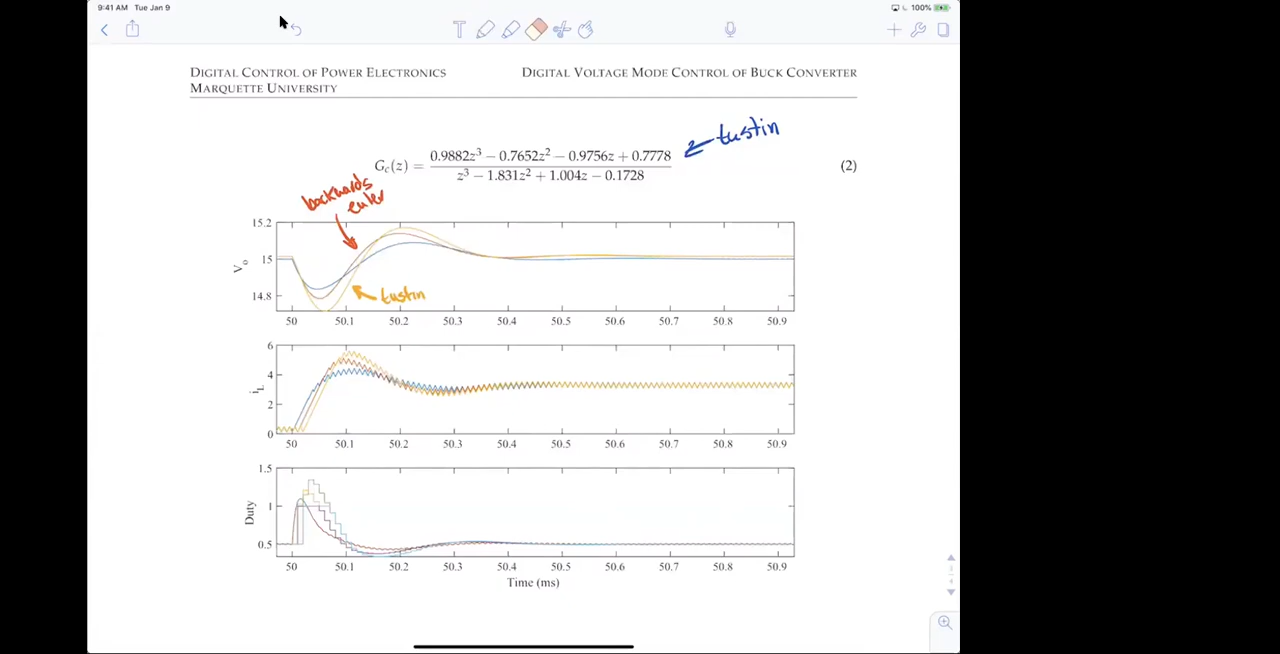 9:41 AM Tue Jan 9
100%
DIGITAL CONTROL OF POWER ELECTRONICS
DIGITAL VOLTAGE MODE CONTROL OF BUCK CONVERTER
MARQUETTE UNIVERSITY
tustin
G_c(z) = (0.9882z³ − 0.7652z² − 0.9756z + 0.7778) / (z³ − 1.831z² + 1.004z − 0.1728) (2)
backwards
euler
15.2
15
14.8
V_o
tustin
50 50.1 50.2 50.3 50.4 50.5 50.6 50.7 50.8 50.9
6
4
2
0
i_L
50 50.1 50.2 50.3 50.4 50.5 50.6 50.7 50.8 50.9
1.5
1
0.5
Duty
50 50.1 50.2 50.3 50.4 50.5 50.6 50.7 50.8 50.9
Time (ms)